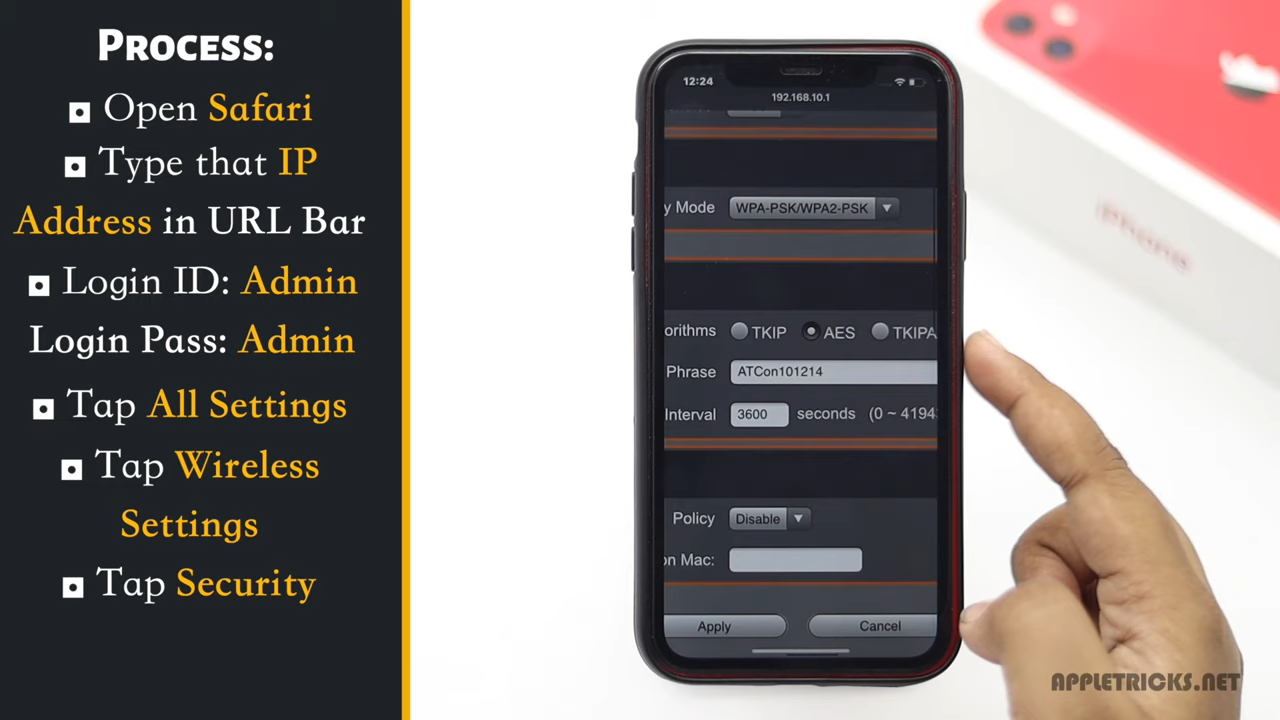 Process:
Open Safari
Type that IP
Address in URL Bar
Login ID: Admin
Login Pass: Admin
Tap All Settings
Tap Wireless
Settings
Tap Security
12:24
192.168.10.1
y Mode WPA-PSK/WPA2-PSK
orithms TKIP AES TKIPA
Phrase ATCon101214
Interval 3600 seconds (0 ~ 4194
Policy Disable
on Mac:
Apply Cancel
iPhone
APPLETRICKS.NET